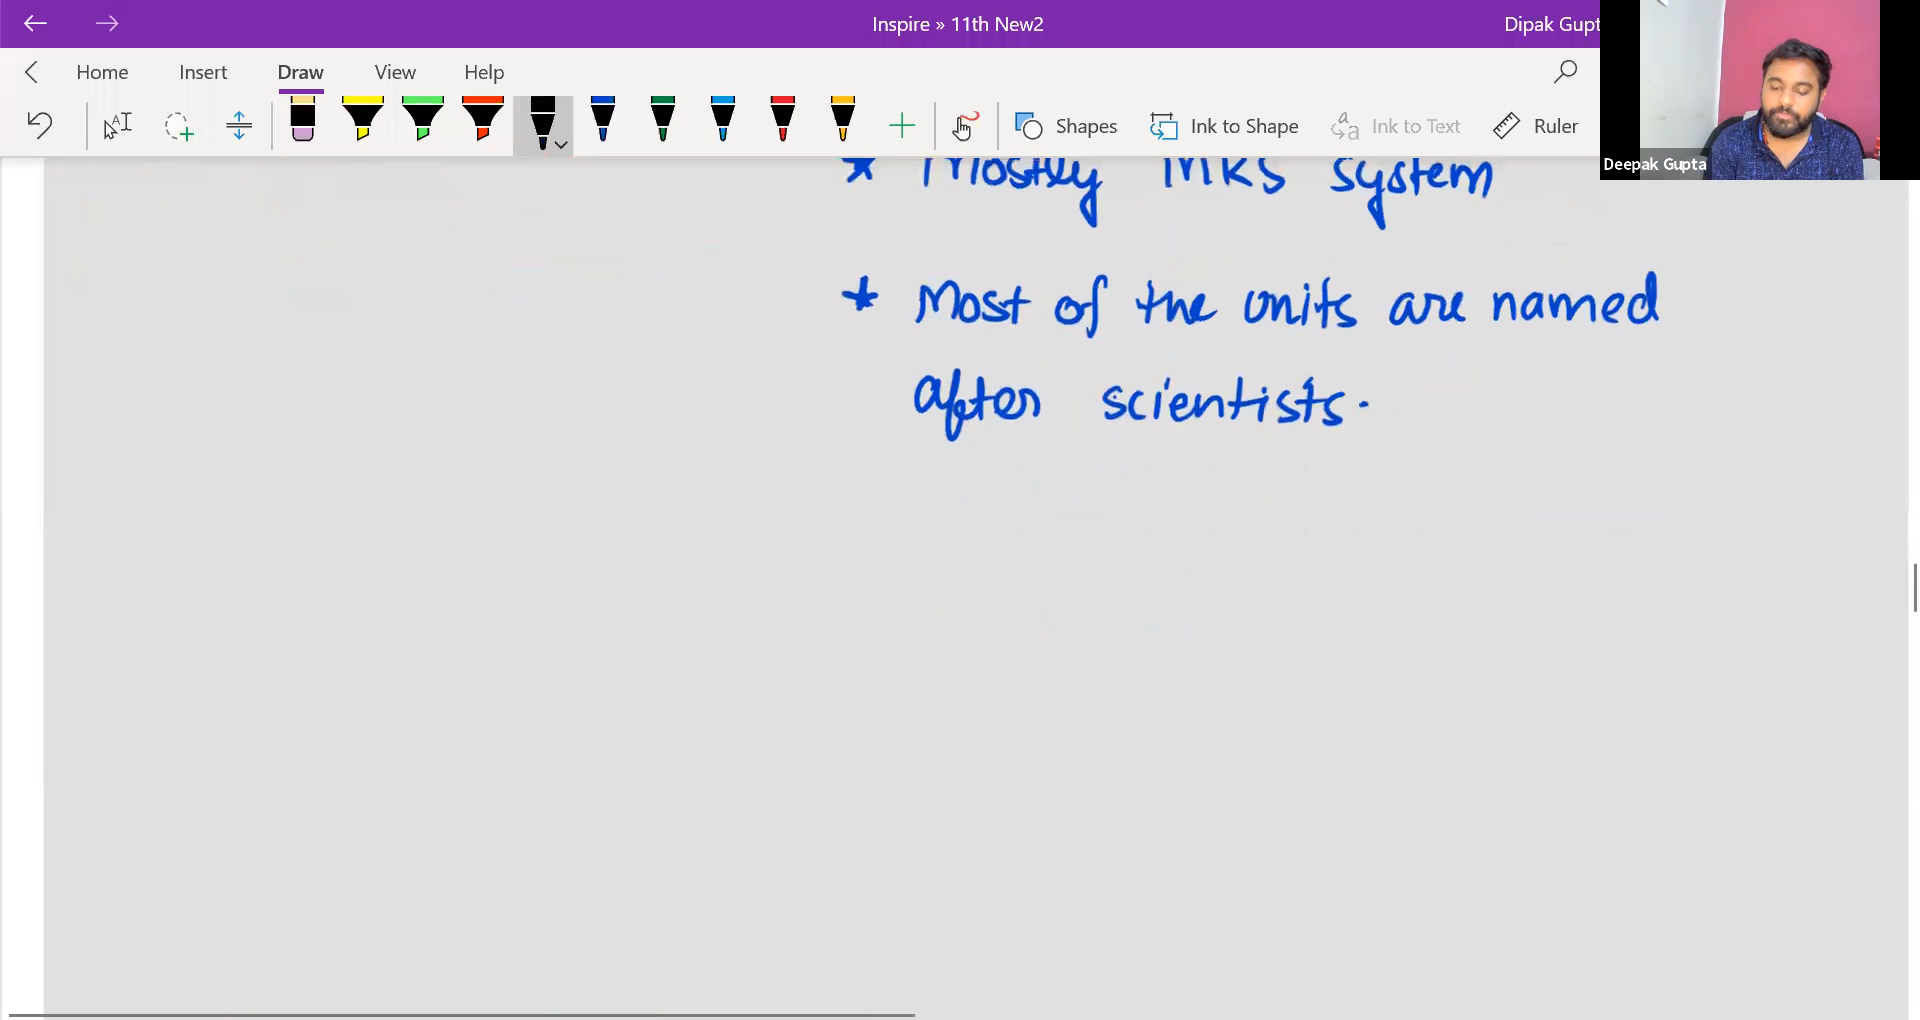 Inspire » 11th New2
Dipak Gupt
Home Insert Draw View Help
Shapes Ink to Shape Ink to Text Ruler
Deepak Gupta
* Mostly MKS system
* Most of the units are named
after scientists.